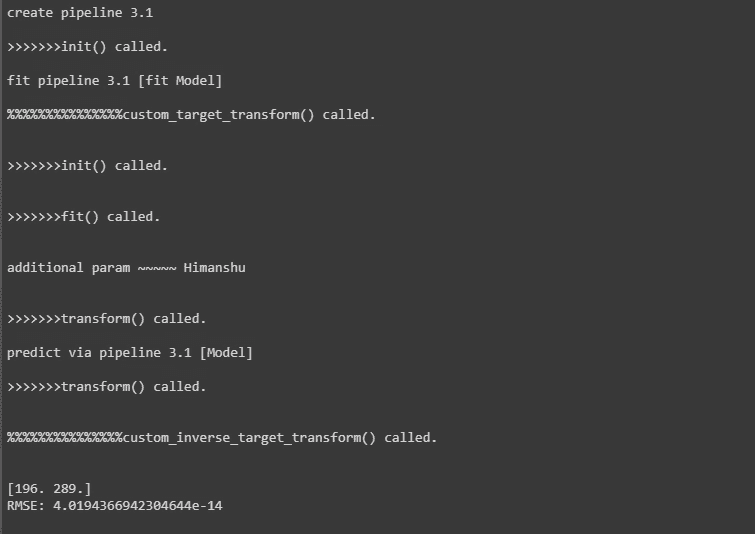 create pipeline 3.1
>>>>>>>init() called.
fit pipeline 3.1 [fit Model]
%%%%%%%%%%%%%%%custom_target_transform() called.
>>>>>>>init() called.
>>>>>>>fit() called.
additional param ~~~~~ Himanshu
>>>>>>>transform() called.
predict via pipeline 3.1 [Model]
>>>>>>>transform() called.
%%%%%%%%%%%%%%%custom_inverse_target_transform() called.
[196. 289.]
RMSE: 4.0194366942304644e-14